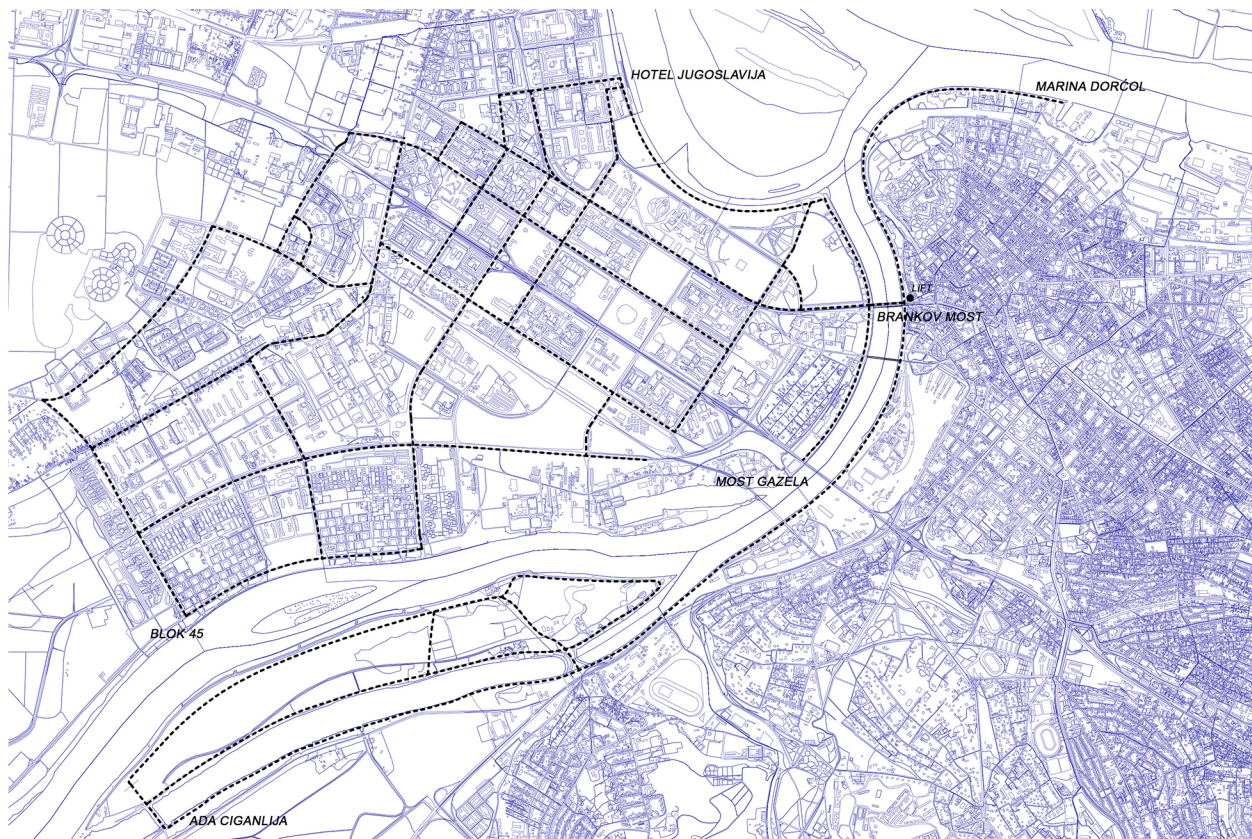 HOTEL JUGOSLAVIJA
MARINA DORĆOL
LIFT
BRANKOV MOST
MOST GAZELA
BLOK 45
ADA CIGANLIJA